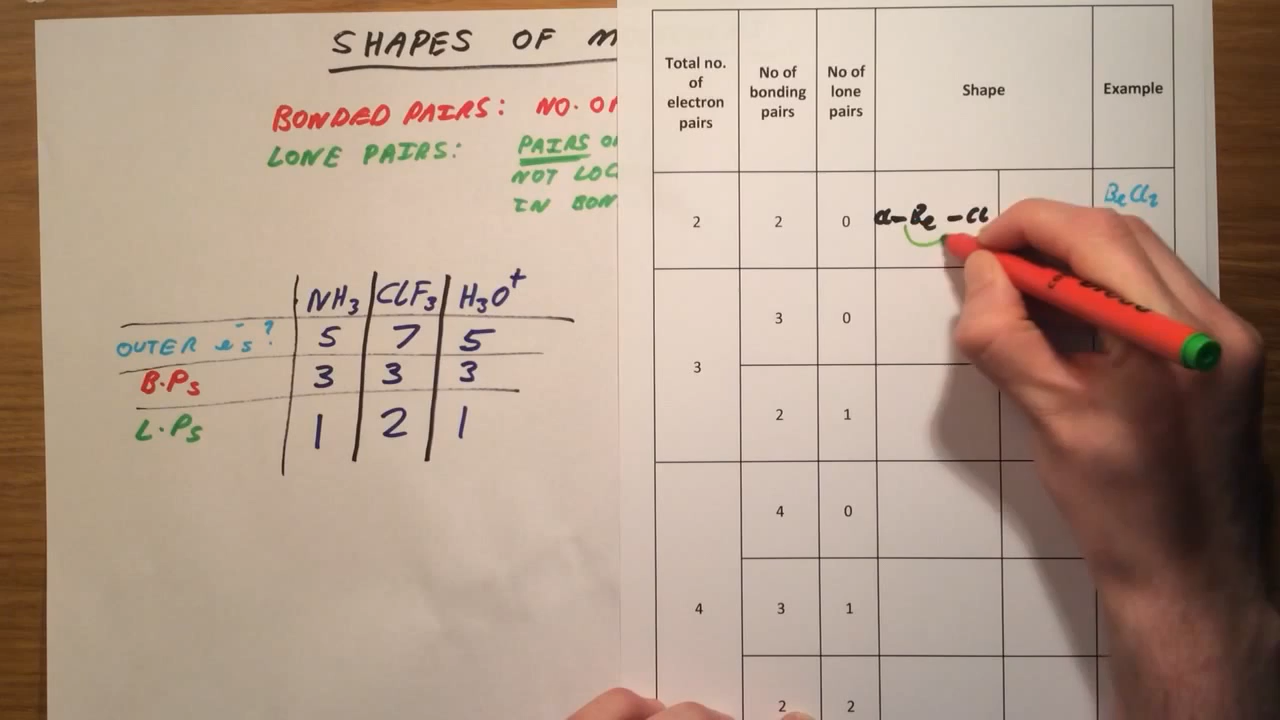 SHAPES OF M
BONDED PAIRS: NO. OF
LONE PAIRS: PAIRS
NOT LOC
IN BON
NH3 CLF3 H3O+
OUTER e-s? 5 7 5
B.Ps 3 3 3
L.Ps 1 2 1
Total no. of electron pairs No of bonding pairs No of lone pairs Shape Example
2 2 0 Cl-Be-Cl BeCl2
3 3 0
2 1
4 4 0
3 1
2 2